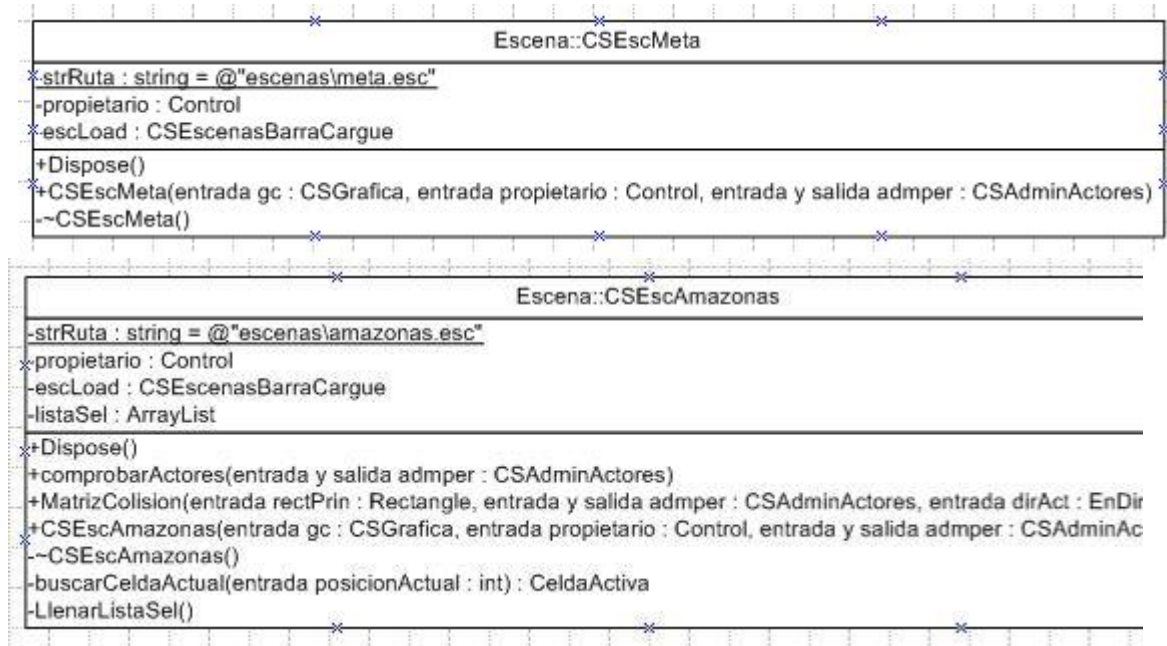 Escena::CSEscMeta
-strRuta : string = @"escenas\meta.esc"
-propietario : Control
-escLoad : CSEscenasBarraCargue
+Dispose()
+CSEscMeta(entrada gc : CSGrafica, entrada propietario : Control, entrada y salida admper : CSAdminActores)
-~CSEscMeta()
Escena::CSEscAmazonas
-strRuta : string = @"escenas\amazonas.esc"
-propietario : Control
-escLoad : CSEscenasBarraCargue
-listaSel : ArrayList
+Dispose()
+comprobarActores(entrada y salida admper : CSAdminActores)
+MatrizColision(entrada rectPrin : Rectangle, entrada y salida admper : CSAdminActores, entrada dirAct : EnDir
+CSEscAmazonas(entrada gc : CSGrafica, entrada propietario : Control, entrada y salida admper : CSAdminAc
-~CSEscAmazonas()
-buscarCeldaActual(entrada posicionActual : int) : CeldaActiva
-LlenarListaSel()